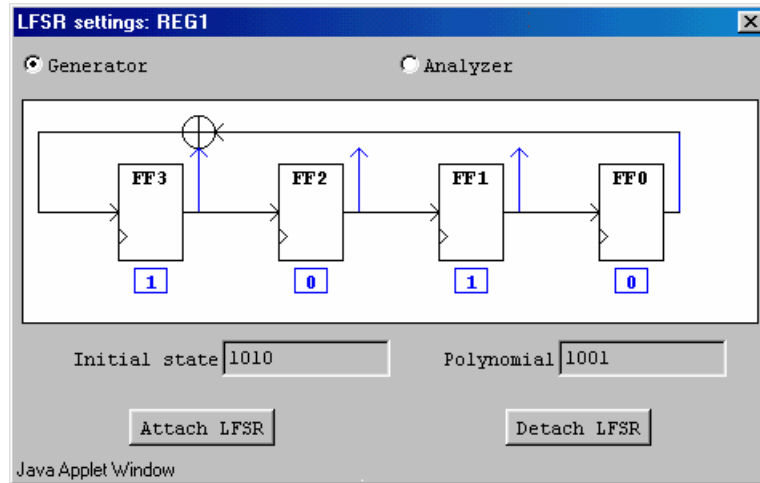 LFSR settings: REG1
Generator
Analyzer
FF3
FF2
FF1
FF0
1
0
1
0
Initial state 1010
Polynomial 1001
Attach LFSR
Detach LFSR
Java Applet Window